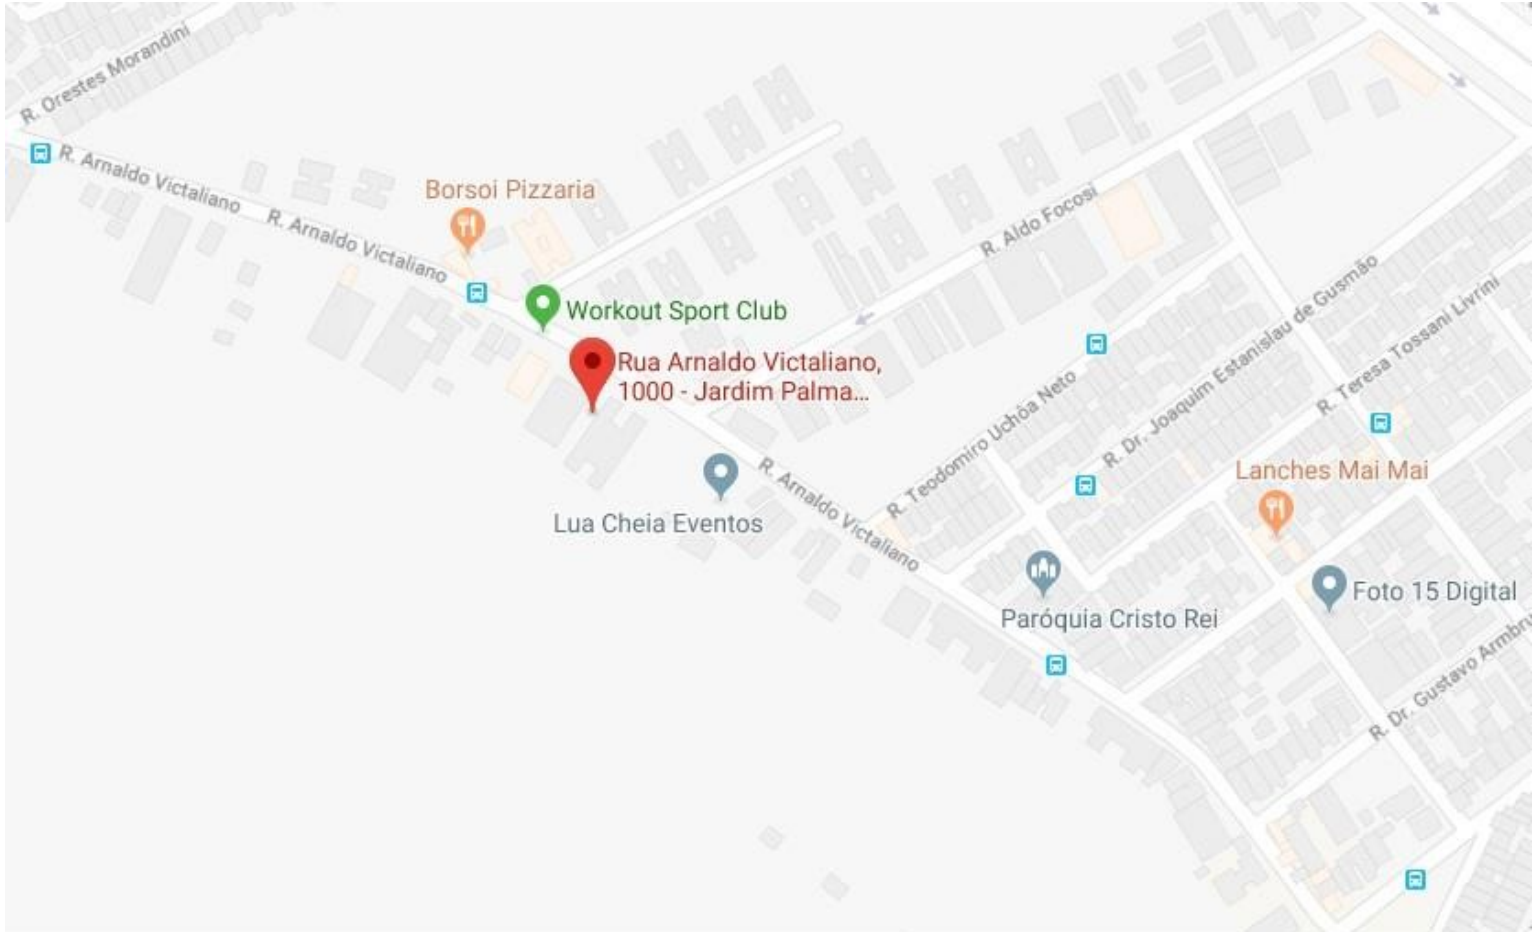 R. Orestes Morandini
R. Arnaldo Victaliano
R. Arnaldo Victaliano
Borsoi Pizzaria
R. Aldo Focosi
Workout Sport Club
Rua Arnaldo Victaliano,
1000 - Jardim Palma...
R. Dr. Joaquim Estanislau de Gusmão
R. Teresa Tossani Livrini
R. Teodomiro Uchôa Neto
R. Arnaldo Victaliano
Lua Cheia Eventos
Lanches Mai Mai
Paróquia Cristo Rei
Foto 15 Digital
R. Dr. Gustavo Armbru